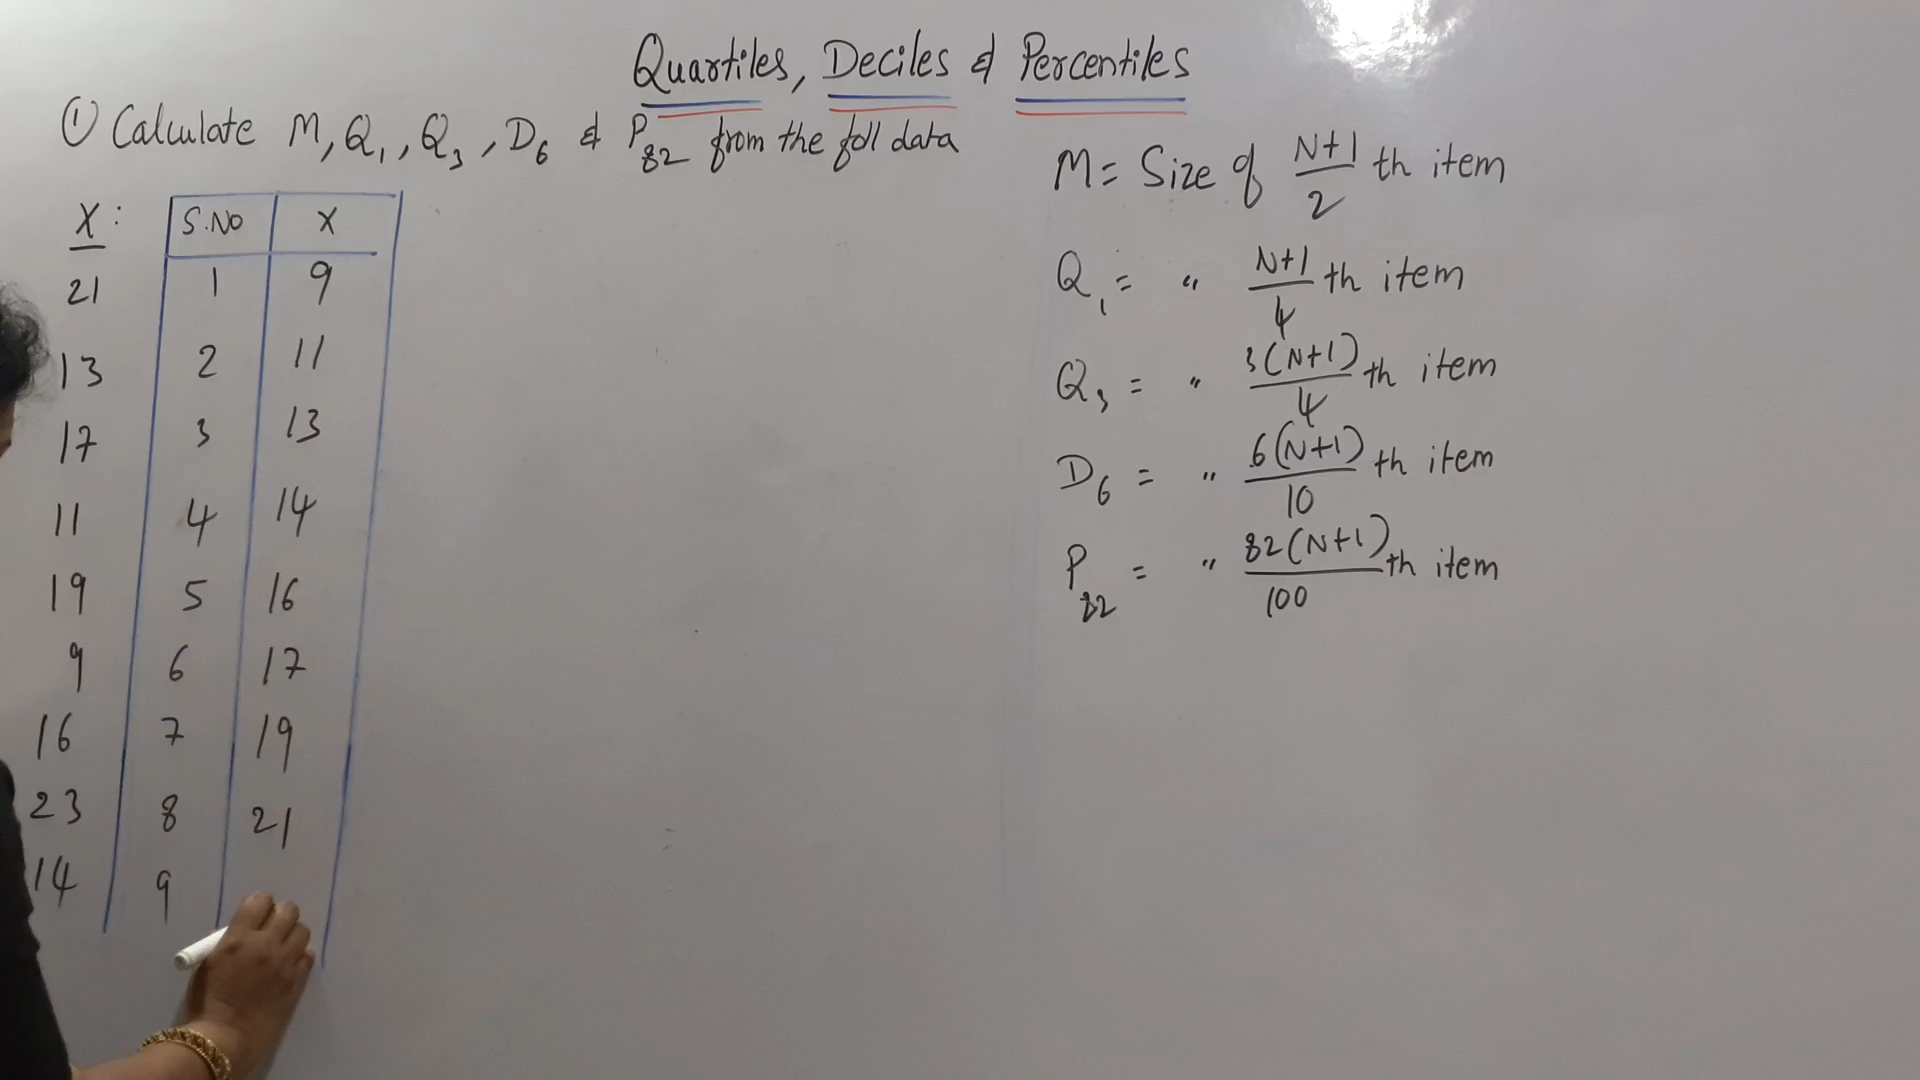 Quartiles, Deciles & Percentiles
① Calculate M, Q₁, Q₃, D₆ & P₈₂ from the foll data
X:
21
13
17
11
19
9
16
23
14
S.No X
1 9
2 11
3 13
4 14
5 16
6 17
7 19
8 21
9
M = Size of (N+1)/2 th item
Q₁ = " (N+1)/4 th item
Q₃ = " 3(N+1)/4 th item
D₆ = " 6(N+1)/10 th item
P₈₂ = " 82(N+1)/100 th item